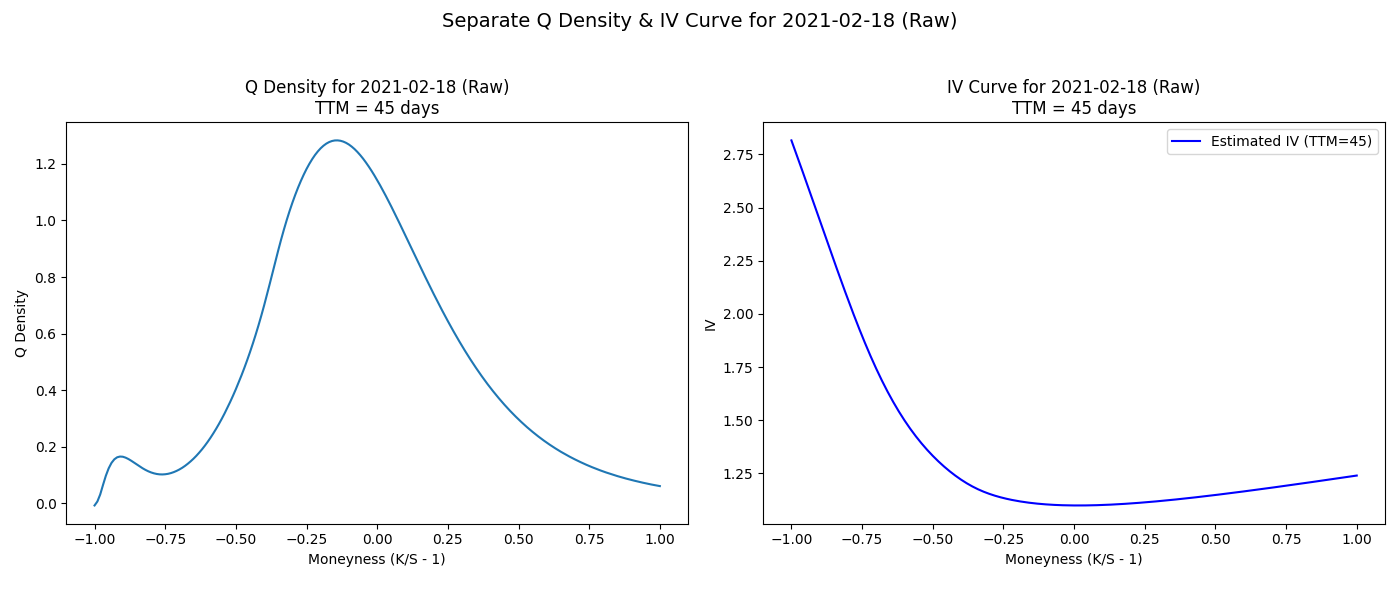 Separate Q Density & IV Curve for 2021-02-18 (Raw)
Q Density for 2021-02-18 (Raw)
TTM = 45 days
Q Density
1.2
1.0
0.8
0.6
0.4
0.2
0.0
−1.00 −0.75 −0.50 −0.25 0.00 0.25 0.50 0.75 1.00
Moneyness (K/S - 1)
IV Curve for 2021-02-18 (Raw)
TTM = 45 days
Estimated IV (TTM=45)
IV
2.75
2.50
2.25
2.00
1.75
1.50
1.25
−1.00 −0.75 −0.50 −0.25 0.00 0.25 0.50 0.75 1.00
Moneyness (K/S - 1)